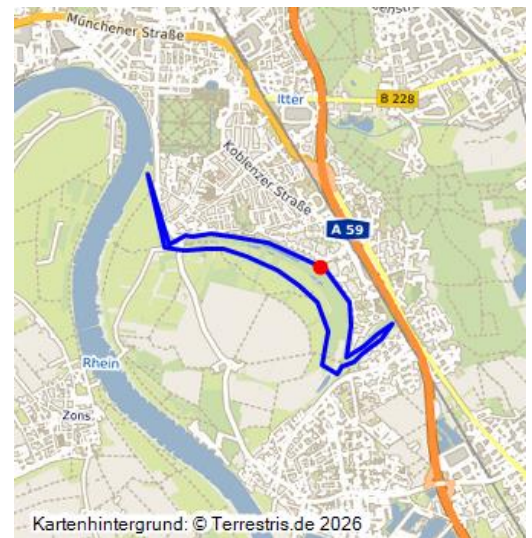 Münchener Straße
Itter
B 228
Koblenzer Straße
A 59
Rhein
Zons
Kartenhintergrund: © Terrestris.de 2026